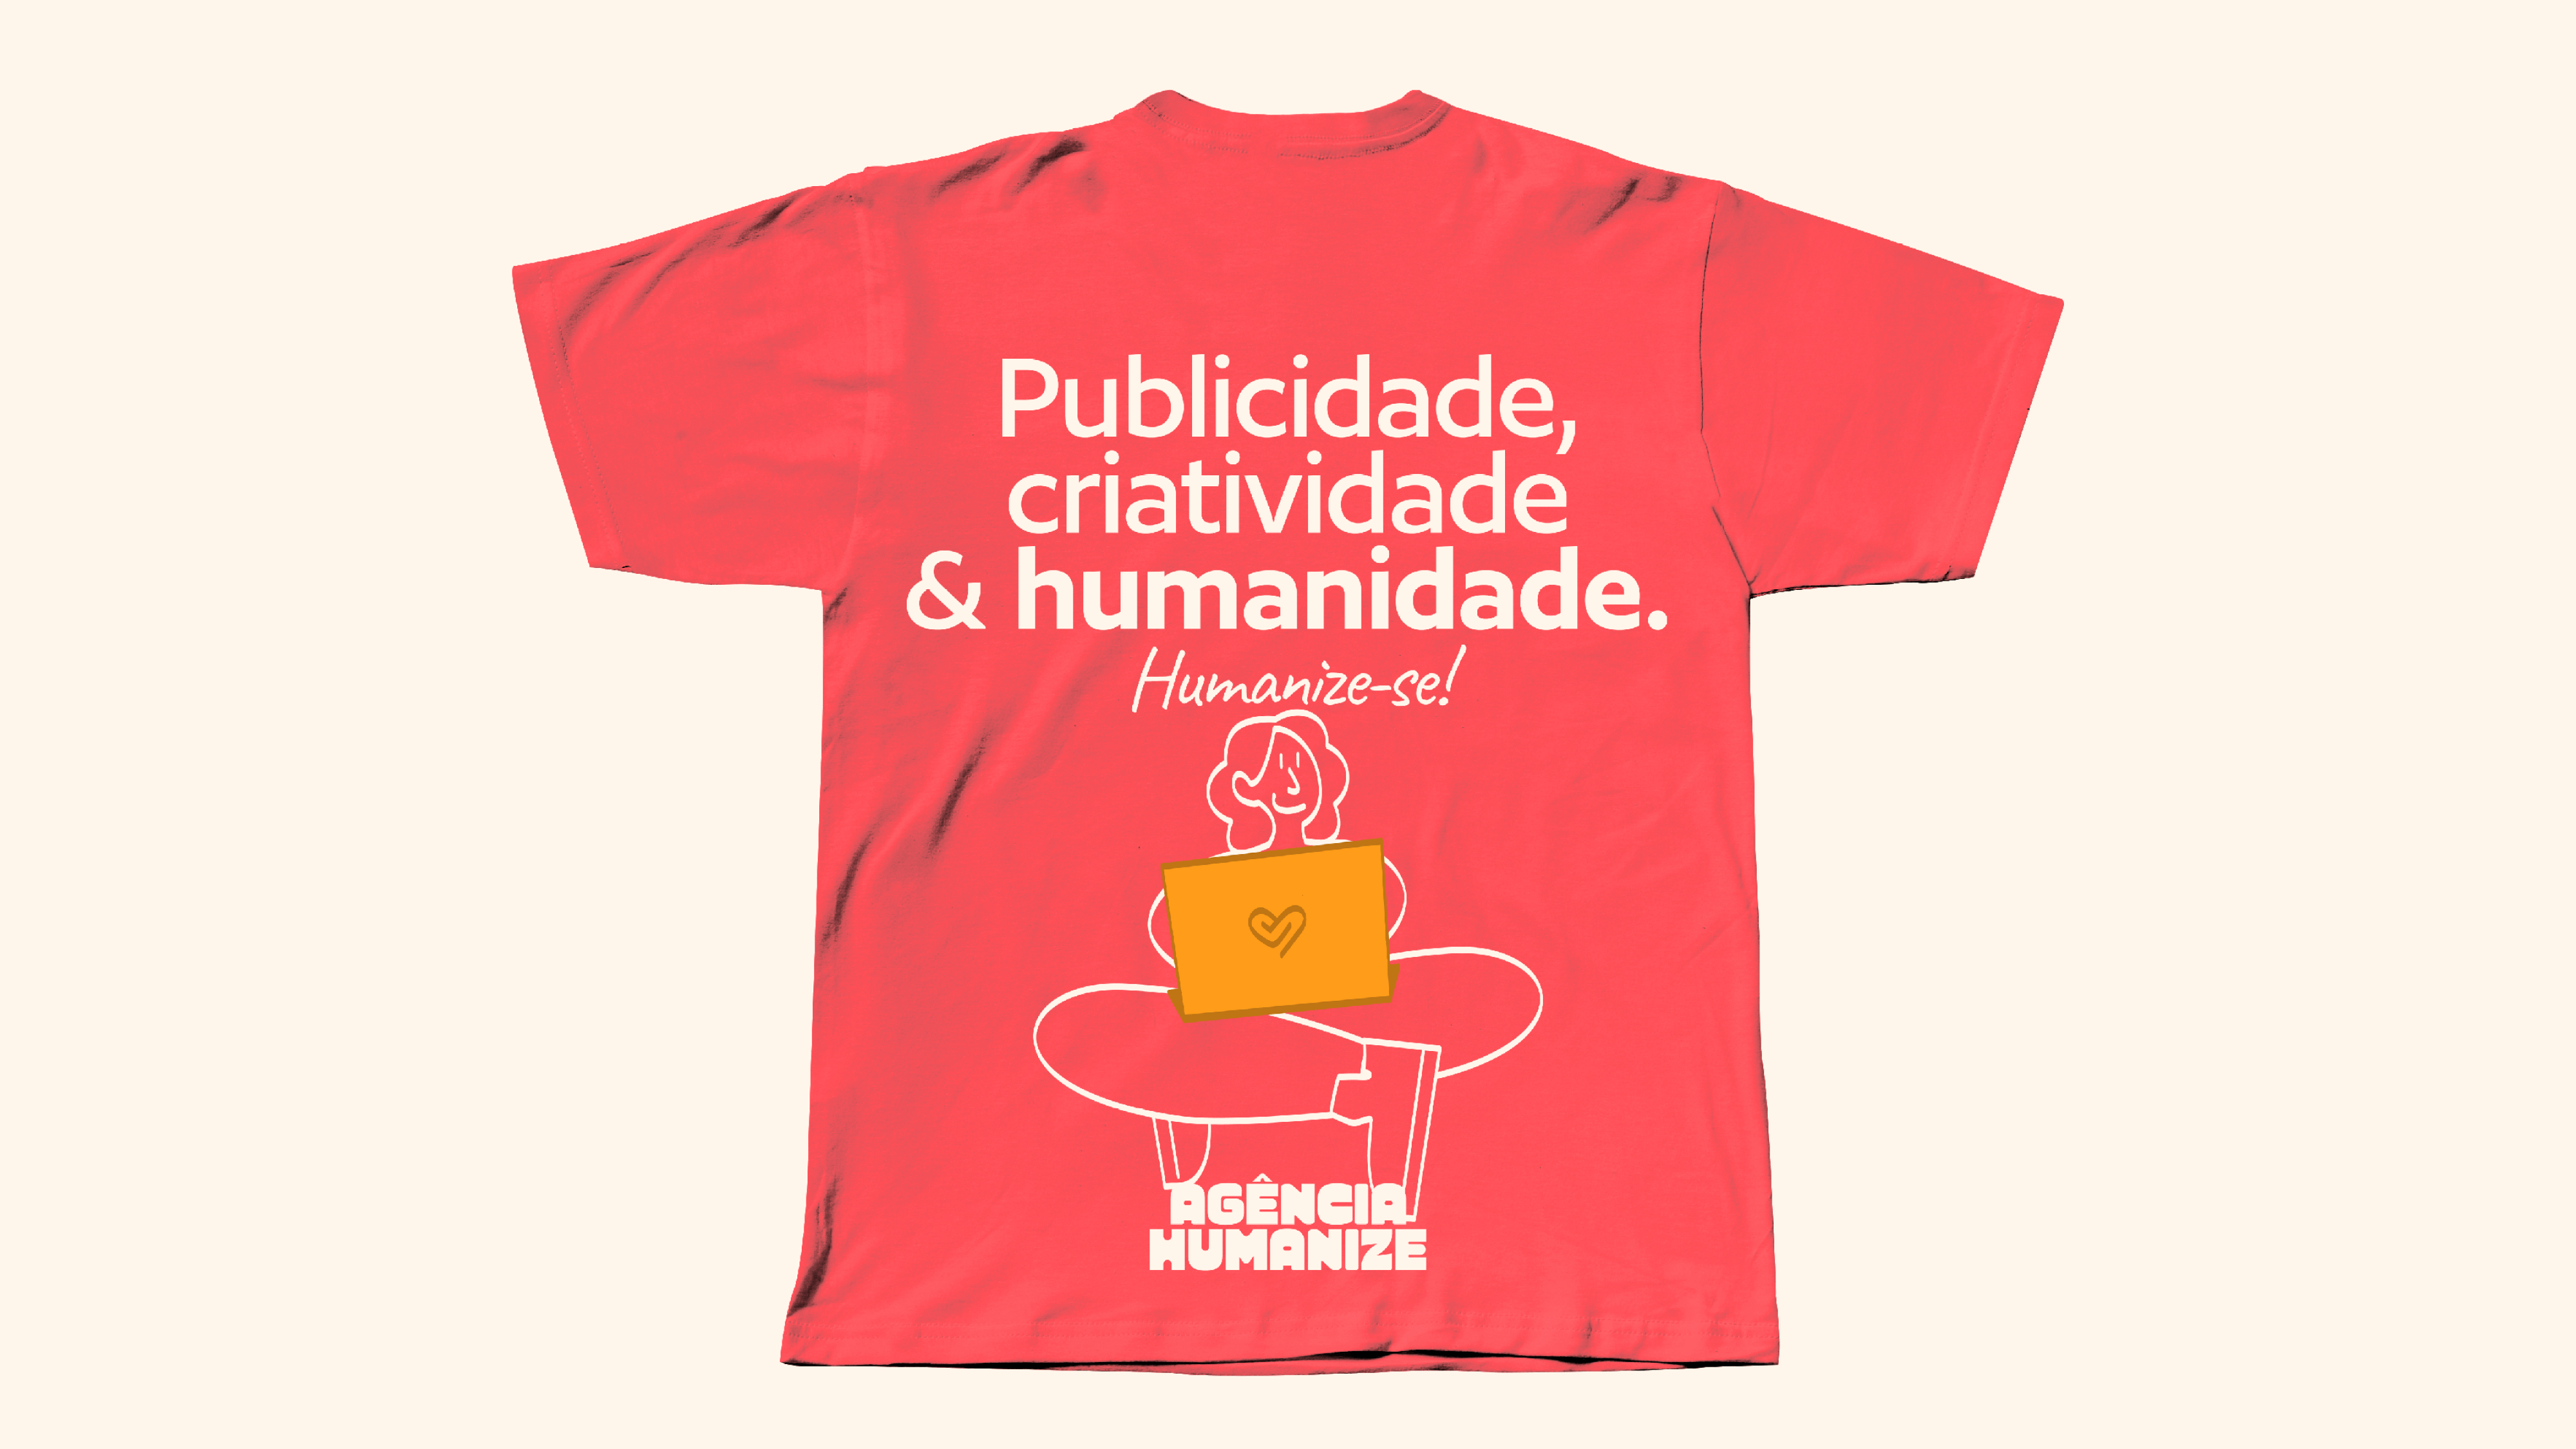 Publicidade,
criatividade
& humanidade.
Humanize-se!
AGÊNCIA
HUMANIZE